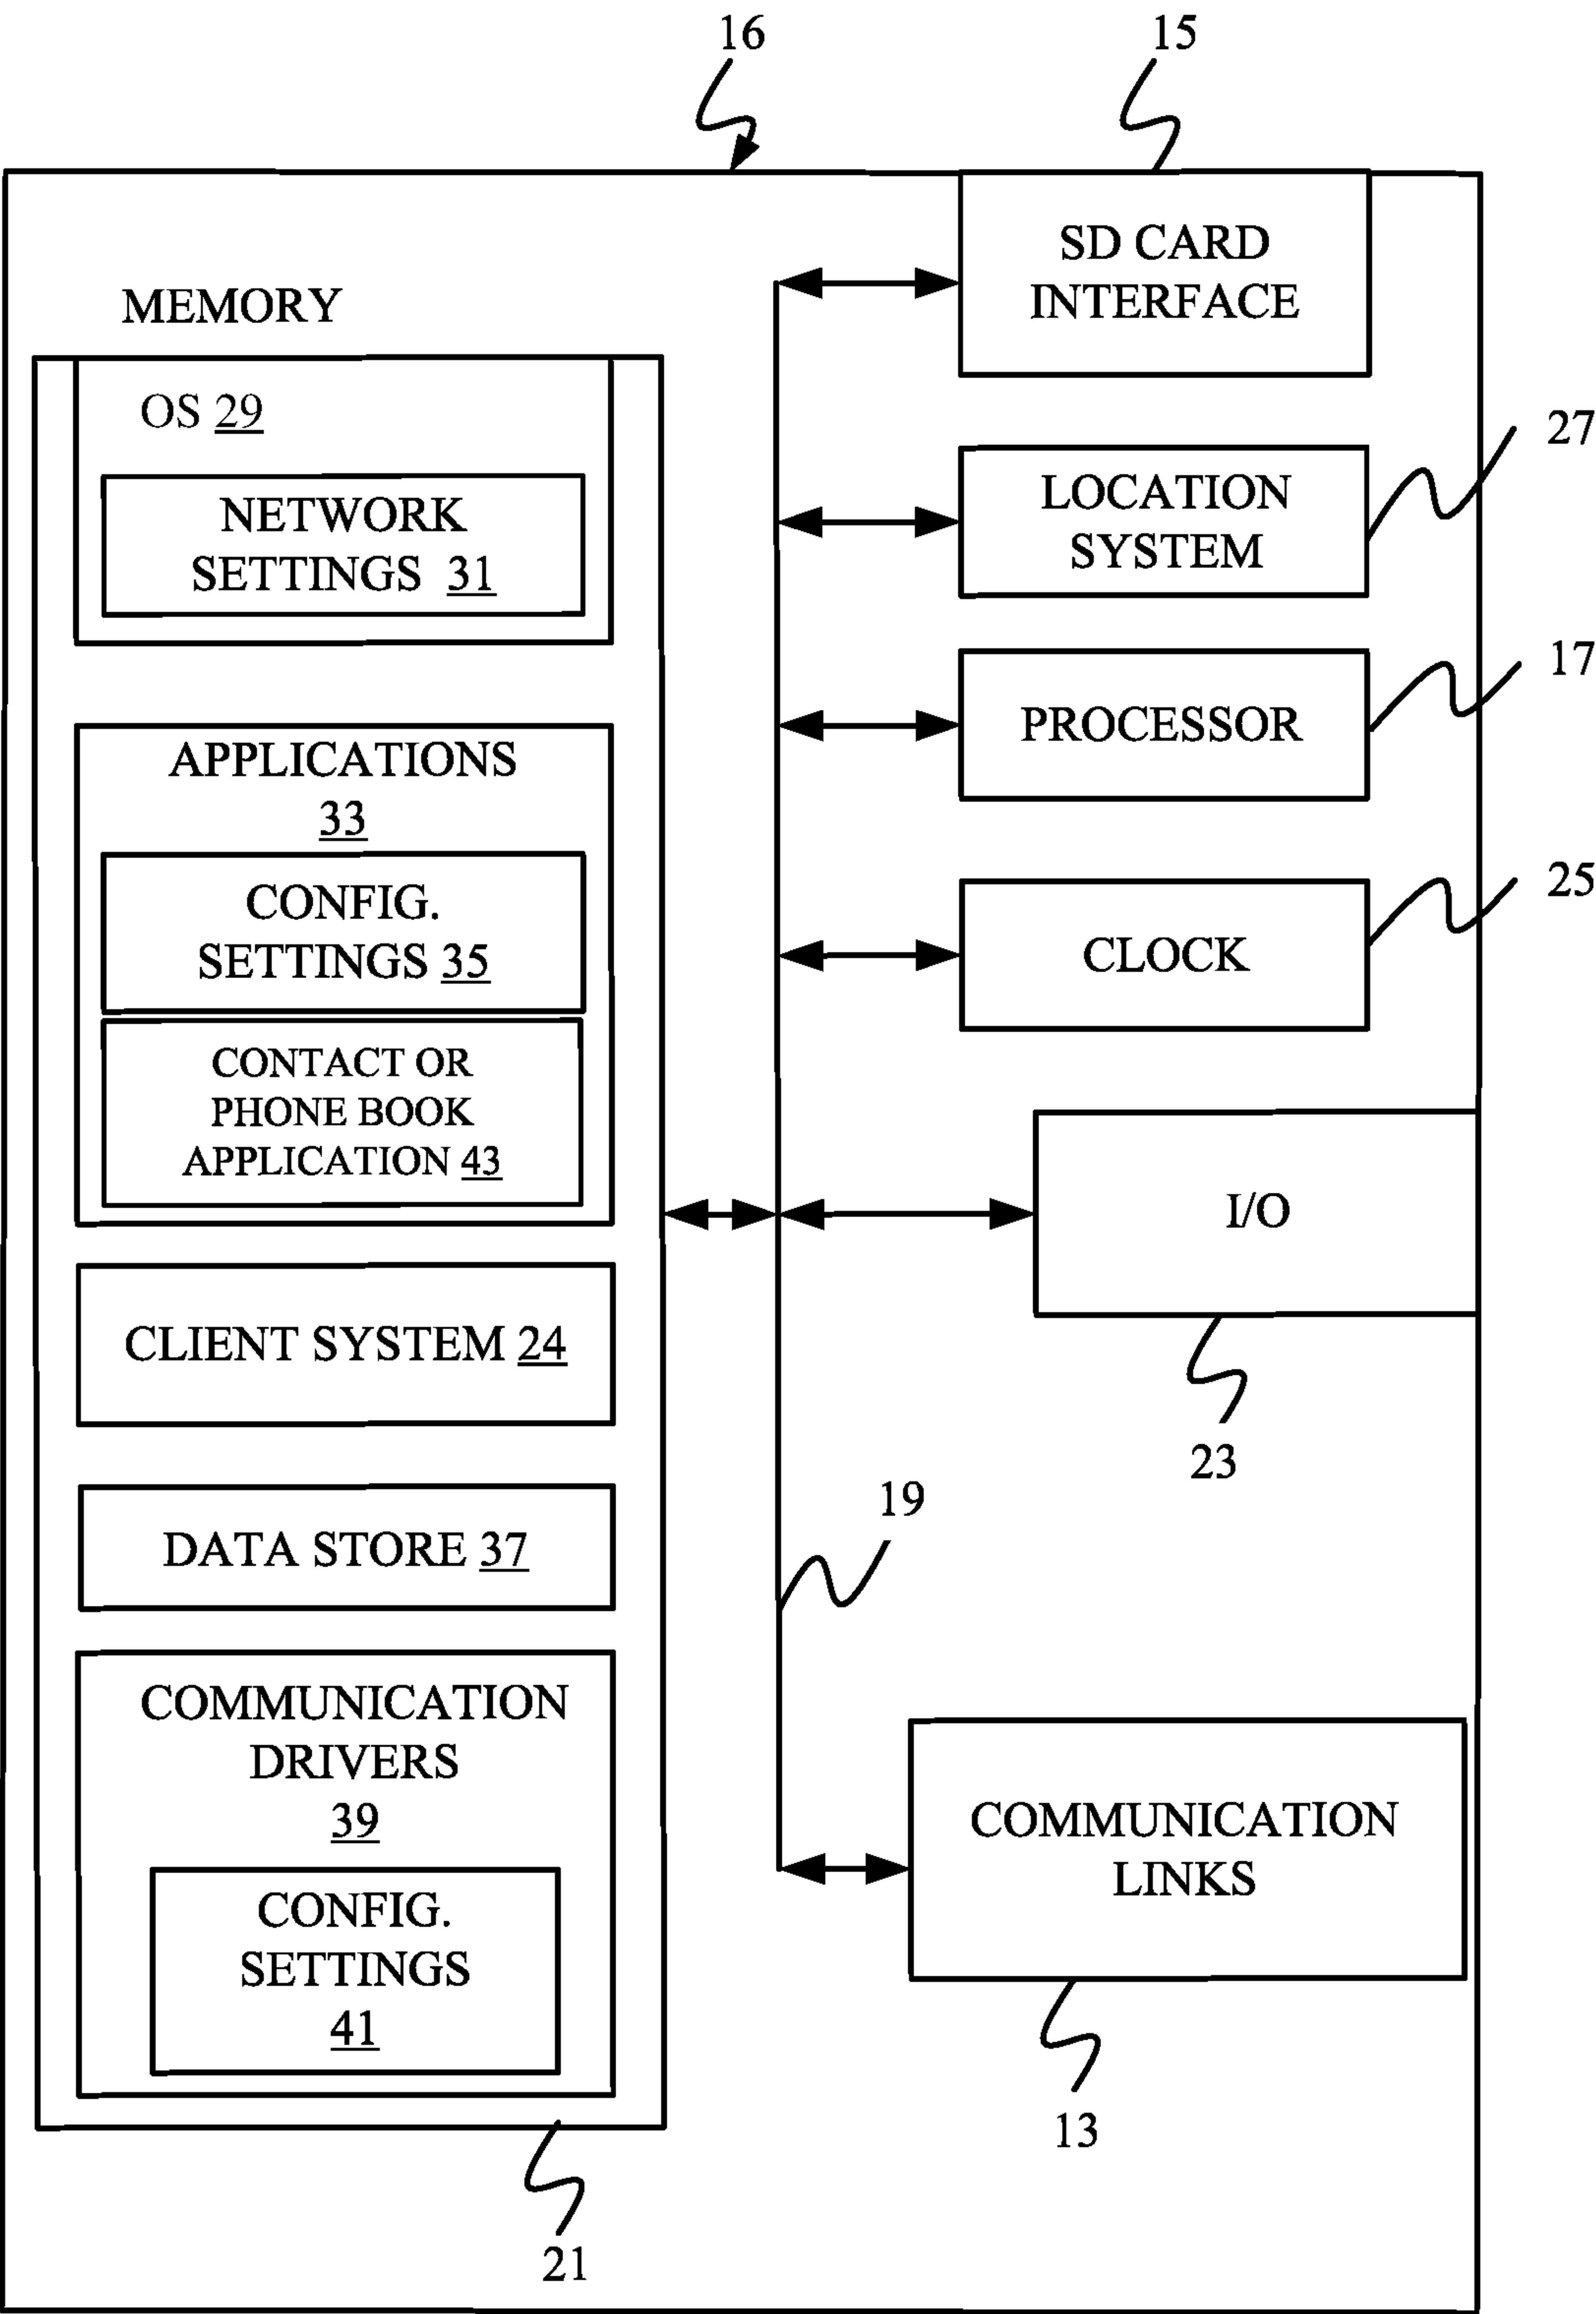 16
15
MEMORY
OS 29
NETWORK
SETTINGS 31
APPLICATIONS
33
CONFIG.
SETTINGS 35
CONTACT OR
PHONE BOOK
APPLICATION 43
CLIENT SYSTEM 24
DATA STORE 37
COMMUNICATION
DRIVERS
39
CONFIG.
SETTINGS
41
21
SD CARD
INTERFACE
27
LOCATION
SYSTEM
17
PROCESSOR
25
CLOCK
I/O
23
19
COMMUNICATION
LINKS
13